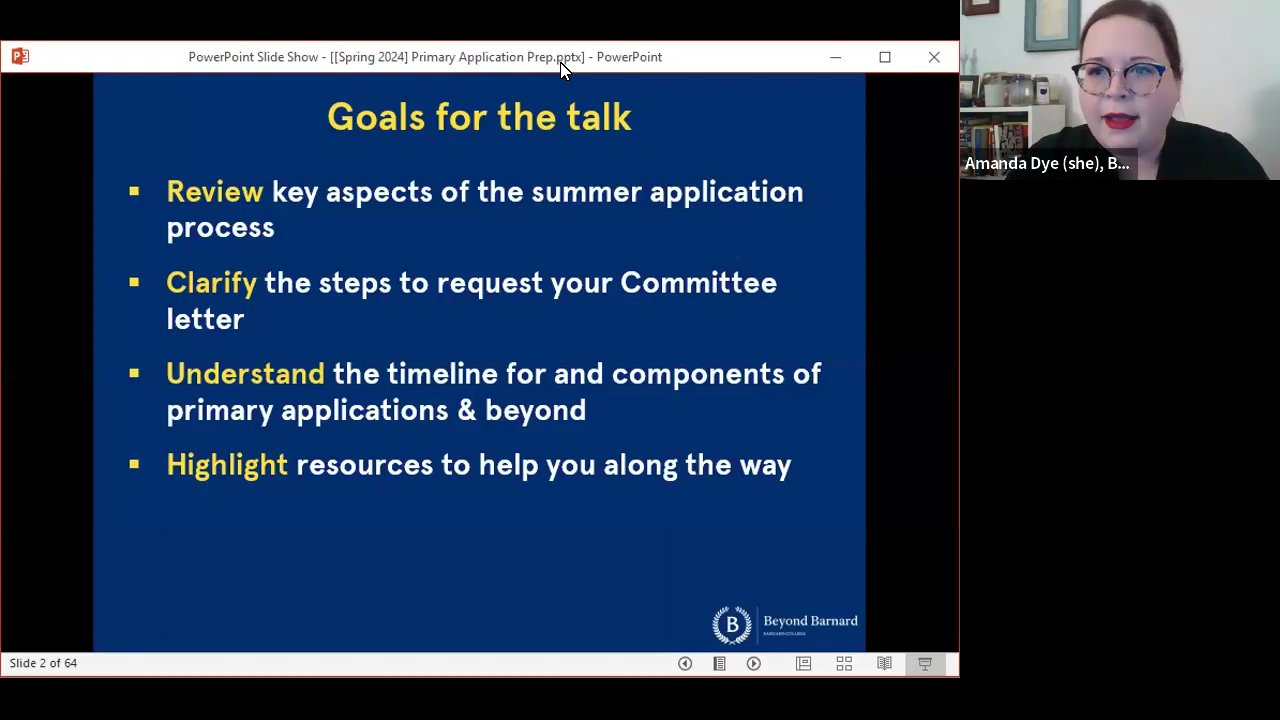 PowerPoint Slide Show - [[Spring 2024] Primary Application Prep.pptx] - PowerPoint
Goals for the talk
▪ Review key aspects of the summer application
process
▪ Clarify the steps to request your Committee
letter
▪ Understand the timeline for and components of
primary applications & beyond
▪ Highlight resources to help you along the way
B
Beyond Barnard
BARNARD COLLEGE
Slide 2 of 64
Amanda Dye (she), B...